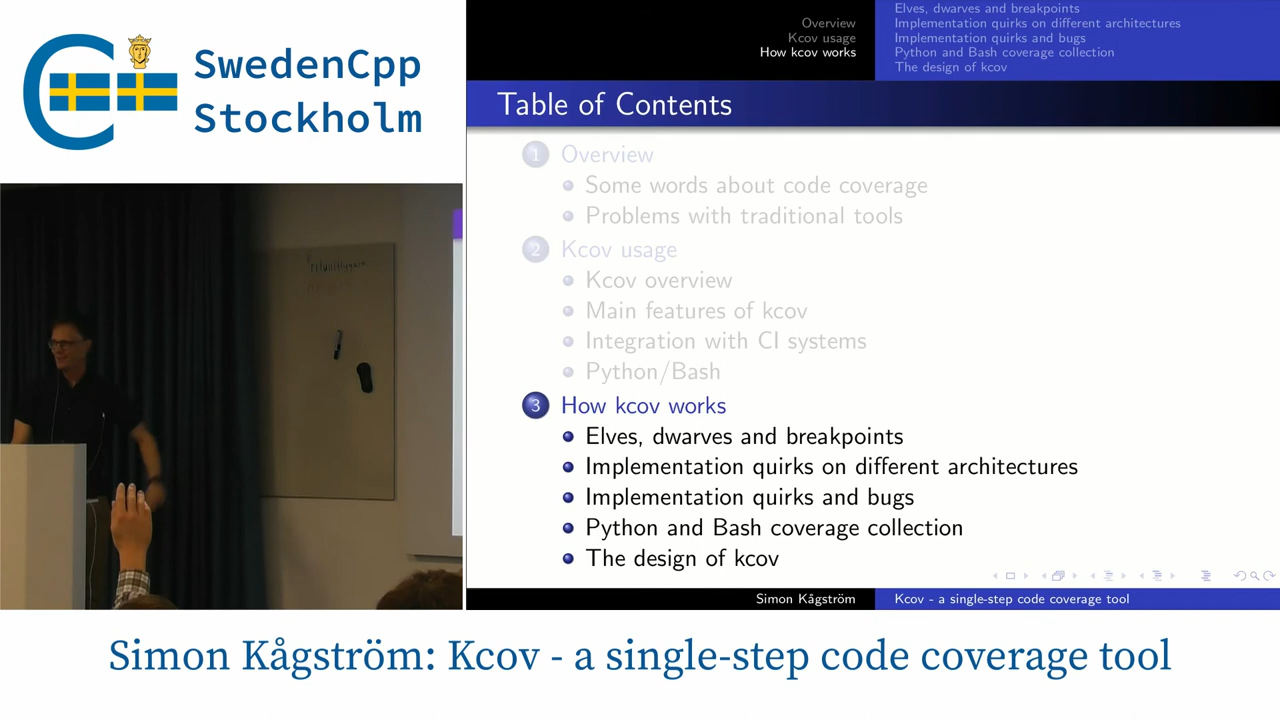 SwedenCpp
Stockholm
Overview
Kcov usage
How kcov works
Elves, dwarves and breakpoints
Implementation quirks on different architectures
Implementation quirks and bugs
Python and Bash coverage collection
The design of kcov
Table of Contents
1 Overview
Some words about code coverage
Problems with traditional tools
2 Kcov usage
Kcov overview
Main features of kcov
Integration with CI systems
Python/Bash
3 How kcov works
Elves, dwarves and breakpoints
Implementation quirks on different architectures
Implementation quirks and bugs
Python and Bash coverage collection
The design of kcov
Simon Kågström
Kcov - a single-step code coverage tool
Simon Kågström: Kcov - a single-step code coverage tool